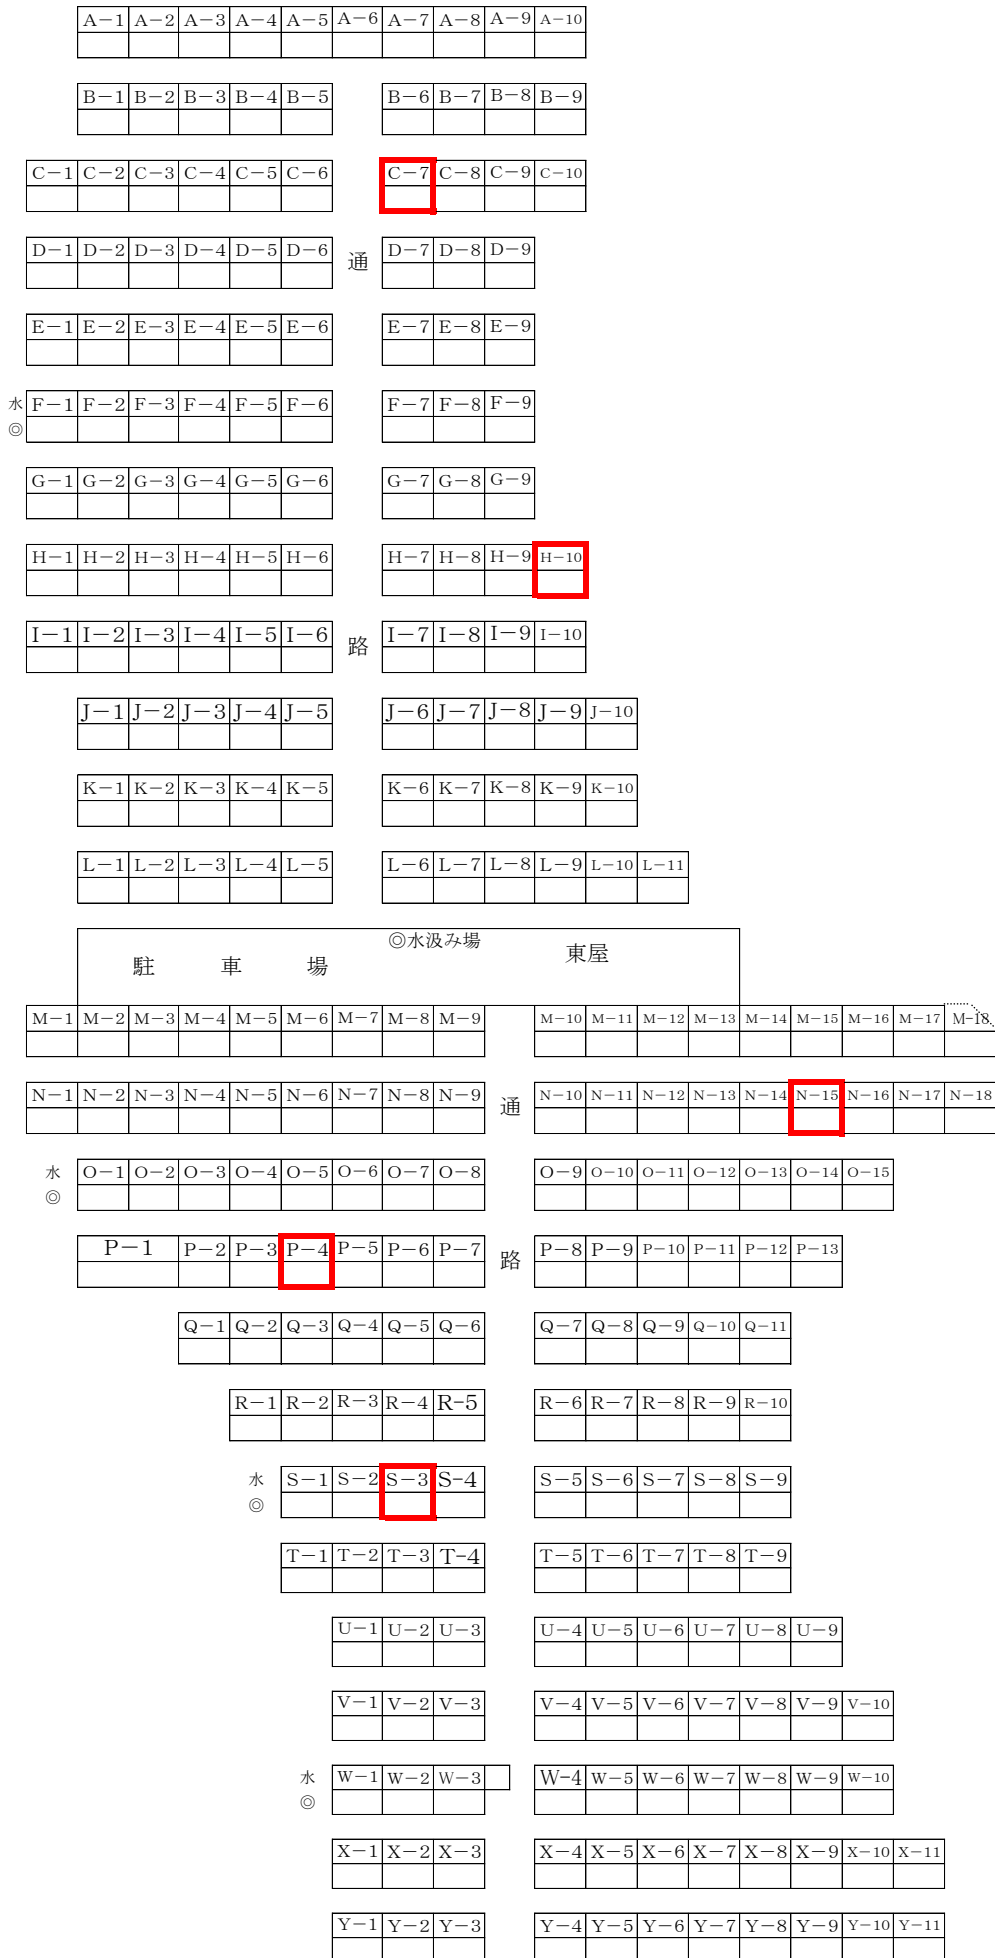 A−1 A−2 A−3 A−4 A−5 A−6 A−7 A−8 A−9 A−10
B−1 B−2 B−3 B−4 B−5 B−6 B−7 B−8 B−9
C−1 C−2 C−3 C−4 C−5 C−6 C−7 C−8 C−9 C−10
D−1 D−2 D−3 D−4 D−5 D−6 通 D−7 D−8 D−9
E−1 E−2 E−3 E−4 E−5 E−6 E−7 E−8 E−9
水 F−1 F−2 F−3 F−4 F−5 F−6 F−7 F−8 F−9
◎
G−1 G−2 G−3 G−4 G−5 G−6 G−7 G−8 G−9
H−1 H−2 H−3 H−4 H−5 H−6 H−7 H−8 H−9 H−10
I−1 I−2 I−3 I−4 I−5 I−6 路 I−7 I−8 I−9 I−10
J−1 J−2 J−3 J−4 J−5 J−6 J−7 J−8 J−9 J−10
K−1 K−2 K−3 K−4 K−5 K−6 K−7 K−8 K−9 K−10
L−1 L−2 L−3 L−4 L−5 L−6 L−7 L−8 L−9 L−10 L−11
◎水汲み場
駐 車 場 東屋
M−1 M−2 M−3 M−4 M−5 M−6 M−7 M−8 M−9 M−10 M−11 M−12 M−13 M−14 M−15 M−16 M−17 M−18
N−1 N−2 N−3 N−4 N−5 N−6 N−7 N−8 N−9 通 N−10 N−11 N−12 N−13 N−14 N−15 N−16 N−17 N−18
水 O−1 O−2 O−3 O−4 O−5 O−6 O−7 O−8 O−9 O−10 O−11 O−12 O−13 O−14 O−15
◎
P−1 P−2 P−3 P−4 P−5 P−6 P−7 路 P−8 P−9 P−10 P−11 P−12 P−13
Q−1 Q−2 Q−3 Q−4 Q−5 Q−6 Q−7 Q−8 Q−9 Q−10 Q−11
R−1 R−2 R−3 R−4 R-5 R−6 R−7 R−8 R−9 R−10
水 S−1 S−2 S−3 S-4 S−5 S−6 S−7 S−8 S−9
◎
T−1 T−2 T−3 T-4 T−5 T−6 T−7 T−8 T−9
U−1 U−2 U−3 U−4 U−5 U−6 U−7 U−8 U−9
V−1 V−2 V−3 V−4 V−5 V−6 V−7 V−8 V−9 V−10
水 W−1 W−2 W−3 W-4 W−5 W−6 W−7 W−8 W−9 W−10
◎
X−1 X−2 X−3 X−4 X−5 X−6 X−7 X−8 X−9 X−10 X−11
Y−1 Y−2 Y−3 Y−4 Y−5 Y−6 Y−7 Y−8 Y−9 Y−10 Y−11